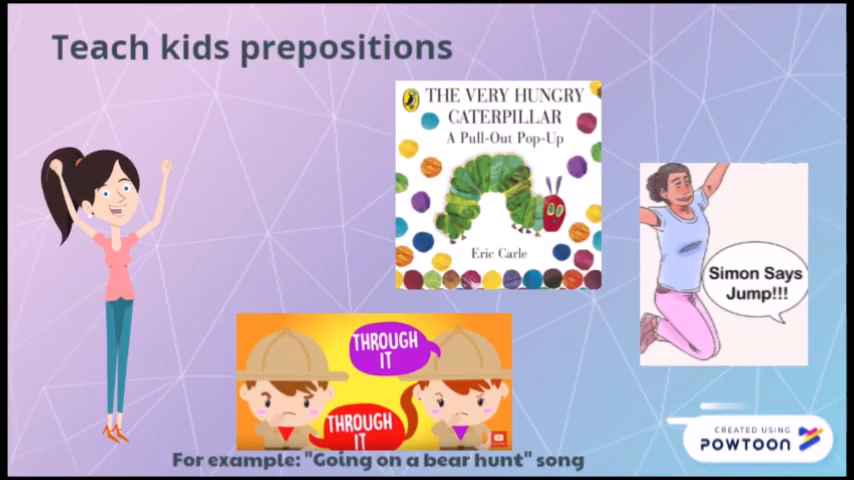 Teach kids prepositions
THE VERY HUNGRY
CATERPILLAR
A Pull-Out Pop-Up
Eric Carle
Simon Says
Jump!!!
THROUGH
IT
THROUGH
IT
For example: "Going on a bear hunt" song
CREATED USING
POWTOON